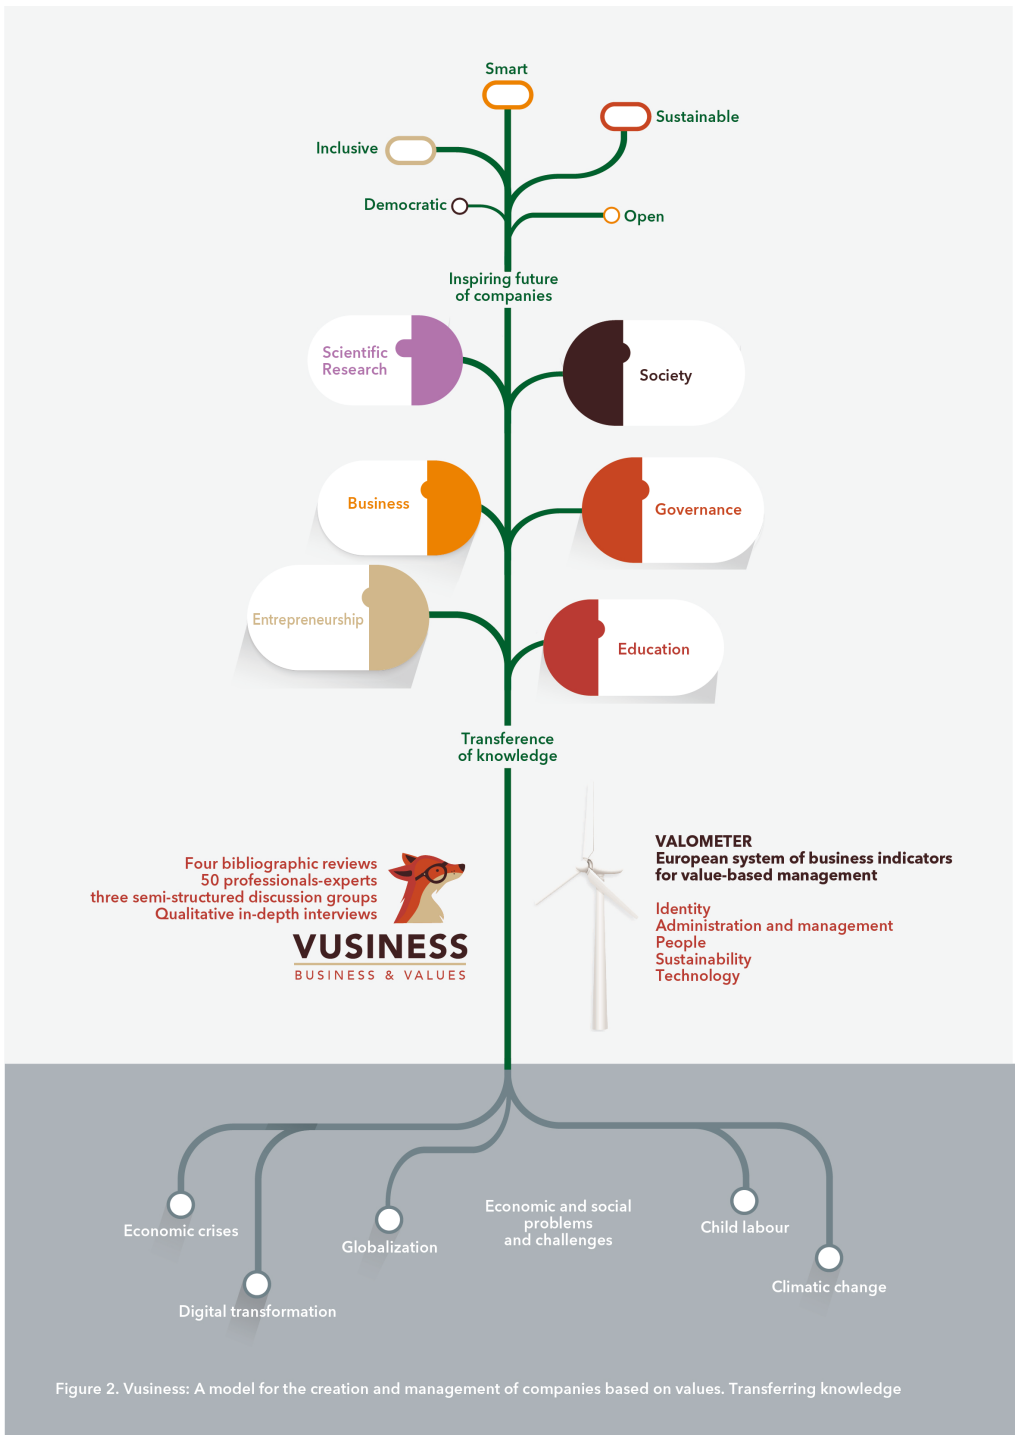 Smart
Sustainable
Inclusive
Democratic
Open
Inspiring future
of companies
Scientific
Research
Society
Business
Governance
Entrepreneurship
Education
Transference
of knowledge
Four bibliographic reviews
50 professionals-experts
three semi-structured discussion groups
Qualitative in-depth interviews
VUSINESS
BUSINESS & VALUES
VALOMETER
European system of business indicators
for value-based management
Identity
Administration and management
People
Sustainability
Technology
Economic crises
Digital transformation
Globalization
Economic and social
problems
and challenges
Child labour
Climatic change
Figure 2. Vusiness: A model for the creation and management of companies based on values. Transferring knowledge